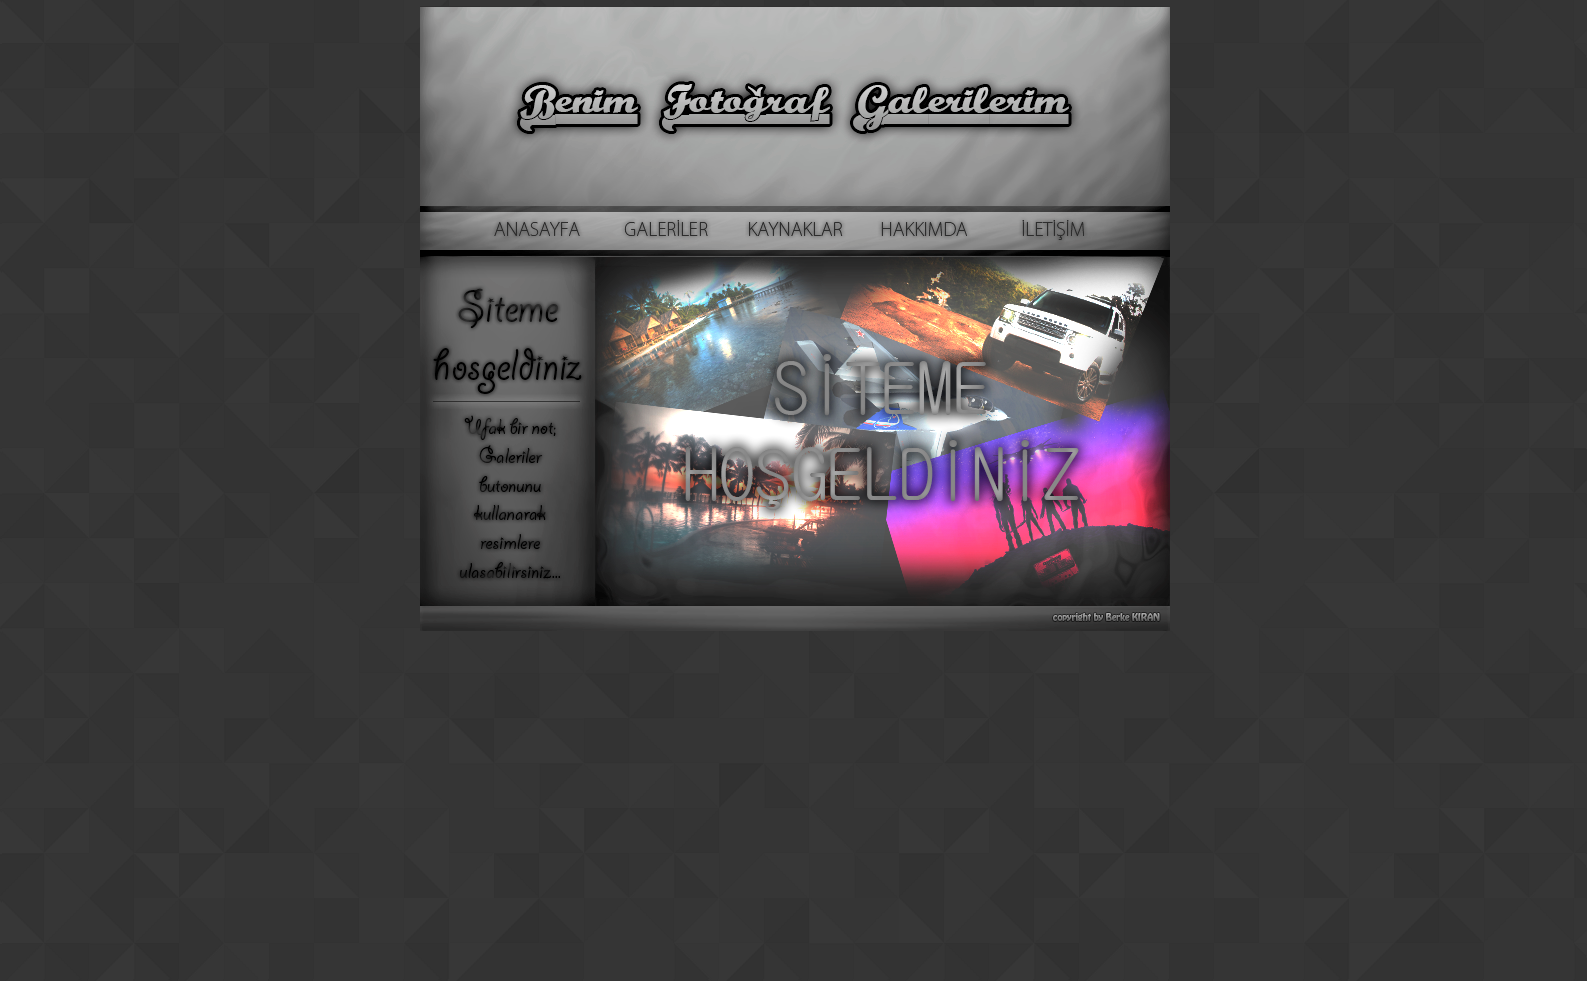 Benim Fotoğraf Galerilerim
ANASAYFA GALERİLER KAYNAKLAR HAKKIMDA İLETİŞİM
Şiteme
hosgeldiniz
Ufak bir not;
Galeriler
butonunu
kullanarak
resimlere
ulasabilirsiniz...
SİTEME
HOŞGELDİNİZ
copyright by Berke KIRAN